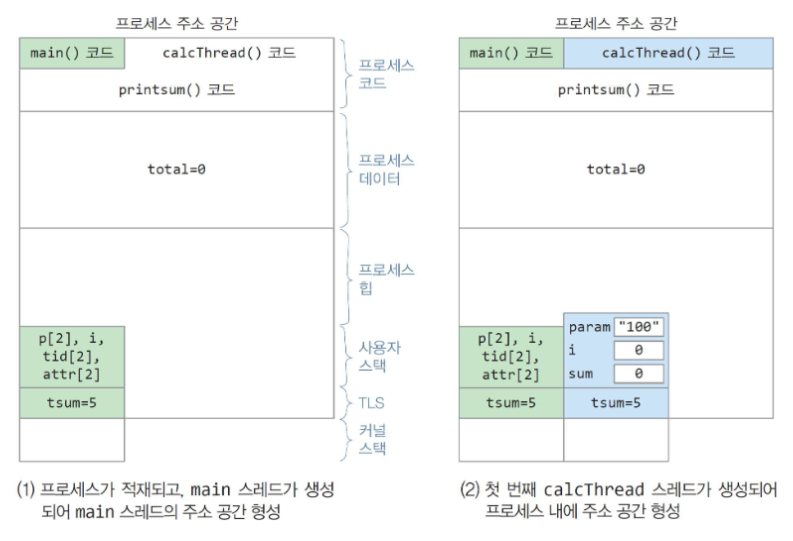 프로세스 주소 공간
main() 코드
calcThread() 코드
printsum() 코드
프로세스
코드
total=0
프로세스
데이터
프로세스
힙
p[2], i,
tid[2],
attr[2]
사용자
스택
tsum=5
TLS
커널
스택
(1) 프로세스가 적재되고, main 스레드가 생성
되어 main 스레드의 주소 공간 형성
프로세스 주소 공간
main() 코드
calcThread() 코드
printsum() 코드
total=0
p[2], i,
tid[2],
attr[2]
param "100"
i 0
sum 0
tsum=5
tsum=5
(2) 첫 번째 calcThread 스레드가 생성되어
프로세스 내에 주소 공간 형성